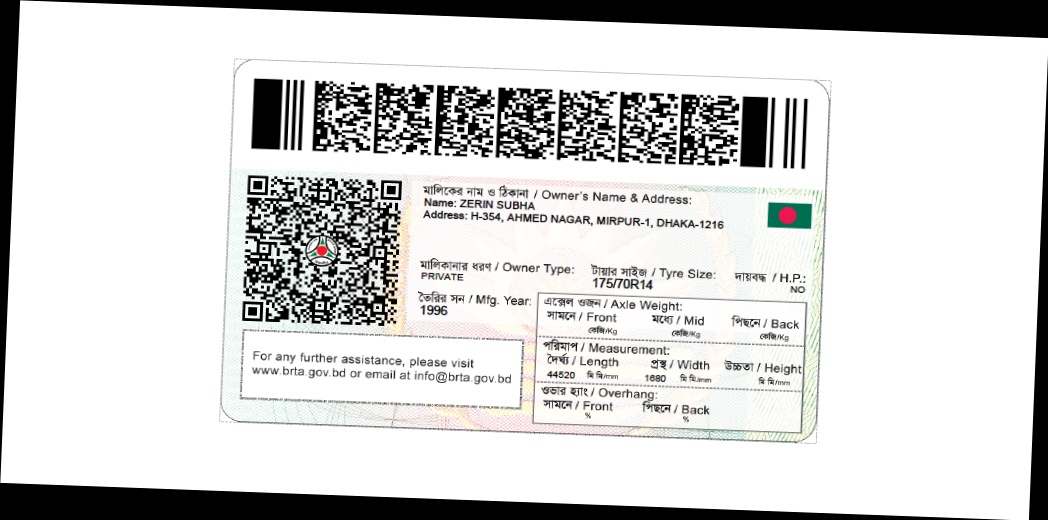 মালিকের নাম ও ঠিকানা / Owner's Name & Address:
Name: ZERIN SUBHA
Address: H-354, AHMED NAGAR, MIRPUR-1, DHAKA-1216
মালিকানার ধরণ / Owner Type: টায়ার সাইজ / Tyre Size: দায়বদ্ধ / H.P.:
PRIVATE 175/70R14 NO
তৈরির সন / Mfg. Year:
1996
এক্সেল ওজন / Axle Weight:
সামনে / Front মধ্যে / Mid পিছনে / Back
কেজি/Kg কেজি/Kg কেজি/Kg
পরিমাপ / Measurement:
দৈর্ঘ্য / Length প্রস্থ / Width উচ্চতা / Height
44520 মি মি/mm 1680 মি মি/mm মি মি/mm
ওভার হ্যাং / Overhang:
সামনে / Front পিছনে / Back
% %
For any further assistance, please visit
www.brta.gov.bd or email at info@brta.gov.bd